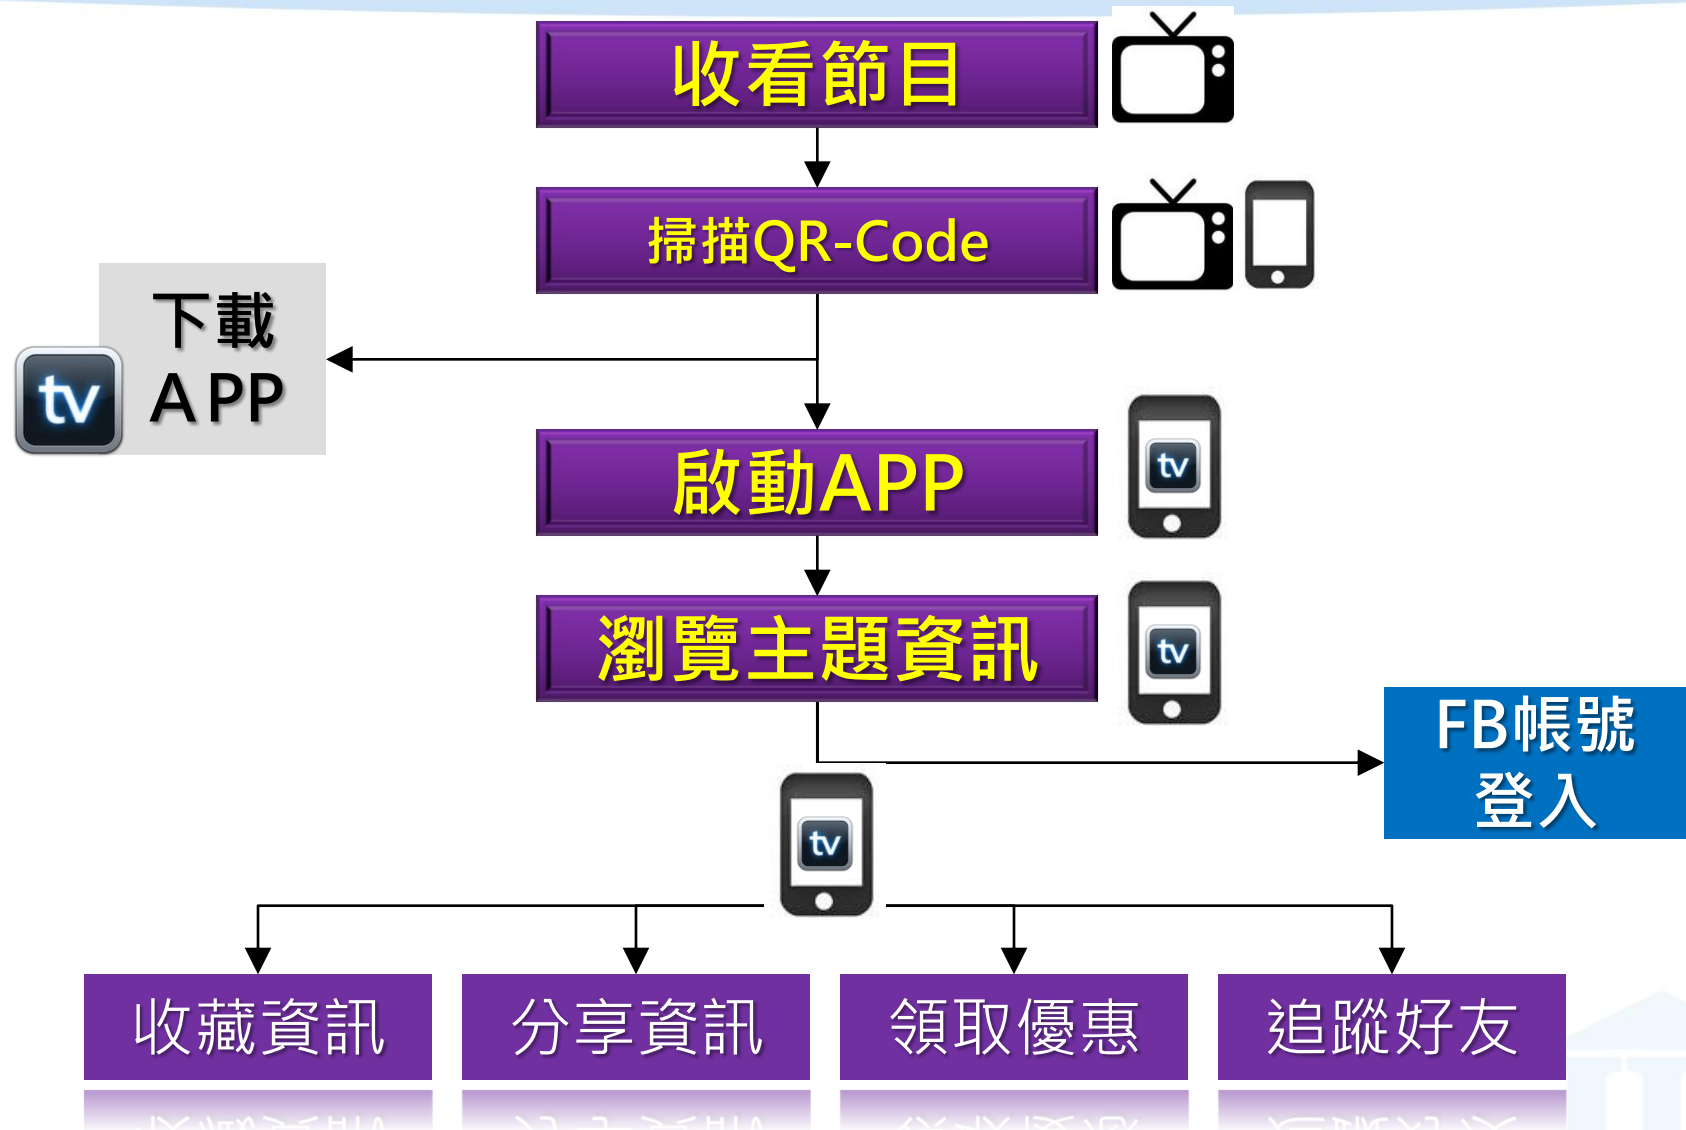 收看節目
掃描QR-Code
下載
APP
tv
啟動APP
tv
瀏覽主題資訊
tv
FB帳號
登入
tv
收藏資訊
分享資訊
領取優惠
追蹤好友